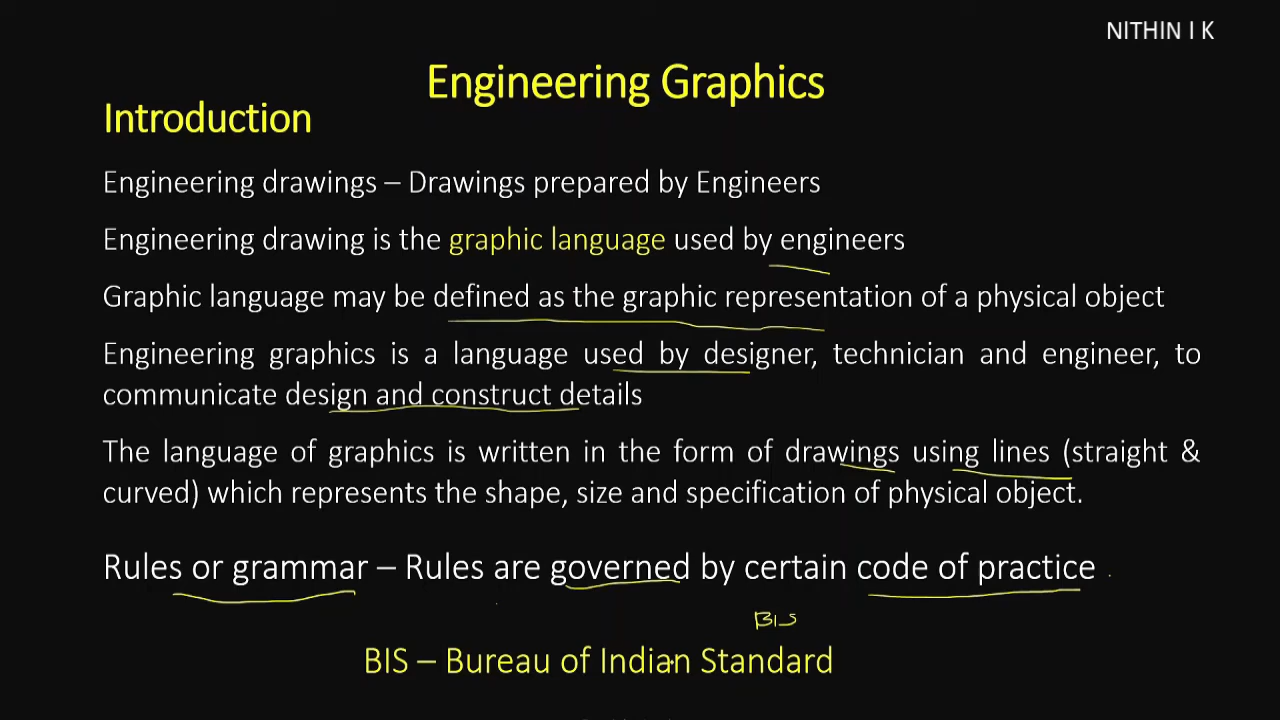 NITHIN I K
Engineering Graphics
Introduction
Engineering drawings – Drawings prepared by Engineers
Engineering drawing is the graphic language used by engineers
Graphic language may be defined as the graphic representation of a physical object
Engineering graphics is a language used by designer, technician and engineer, to
communicate design and construct details
The language of graphics is written in the form of drawings using lines (straight &
curved) which represents the shape, size and specification of physical object.
Rules or grammar – Rules are governed by certain code of practice
BIS
BIS – Bureau of Indian Standard